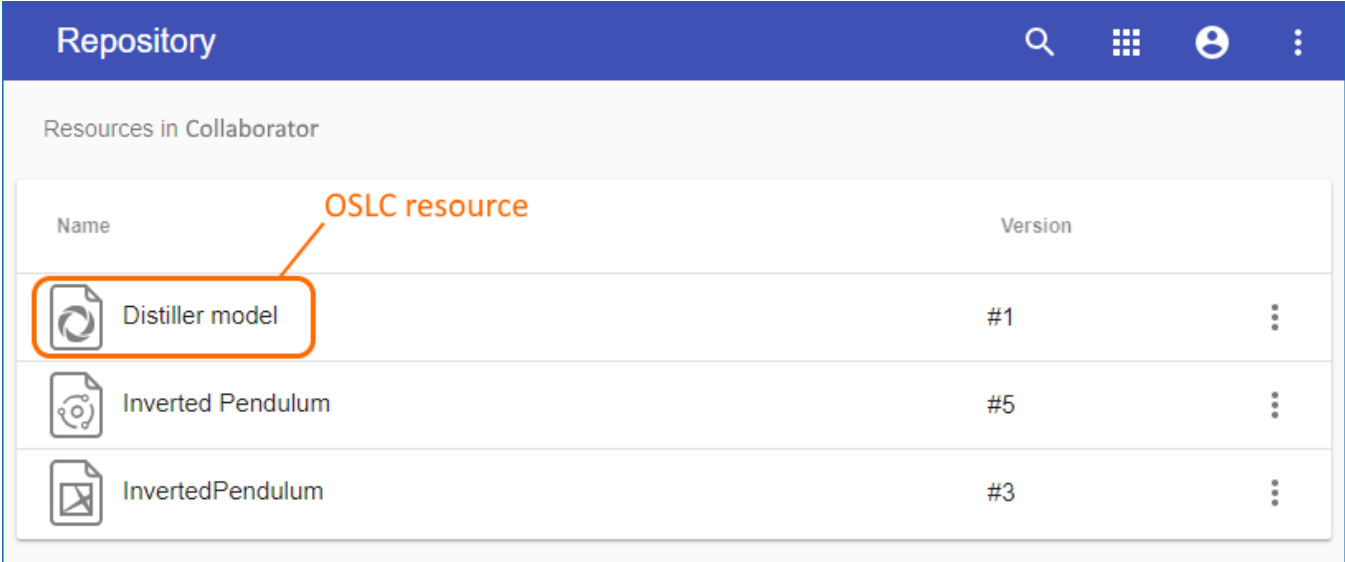 Repository
Resources in Collaborator
OSLC resource
Name Version
Distiller model #1
Inverted Pendulum #5
InvertedPendulum #3